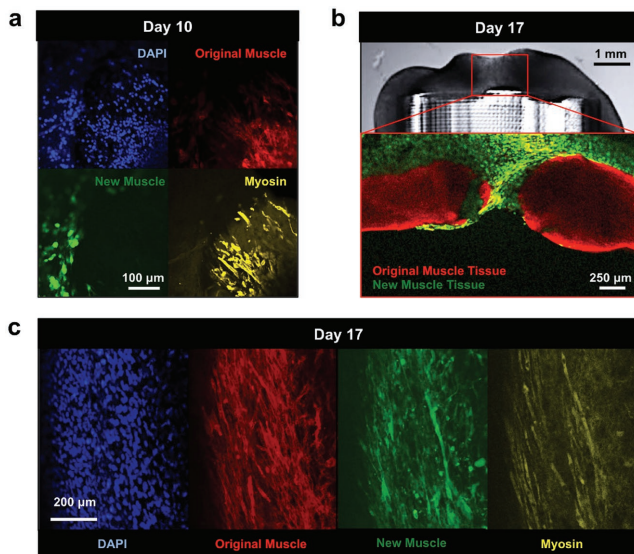 a
Day 10
DAPI
Original Muscle
New Muscle
Myosin
100 µm
b
Day 17
1 mm
Original Muscle Tissue
New Muscle Tissue
250 µm
c
Day 17
200 µm
DAPI
Original Muscle
New Muscle
Myosin